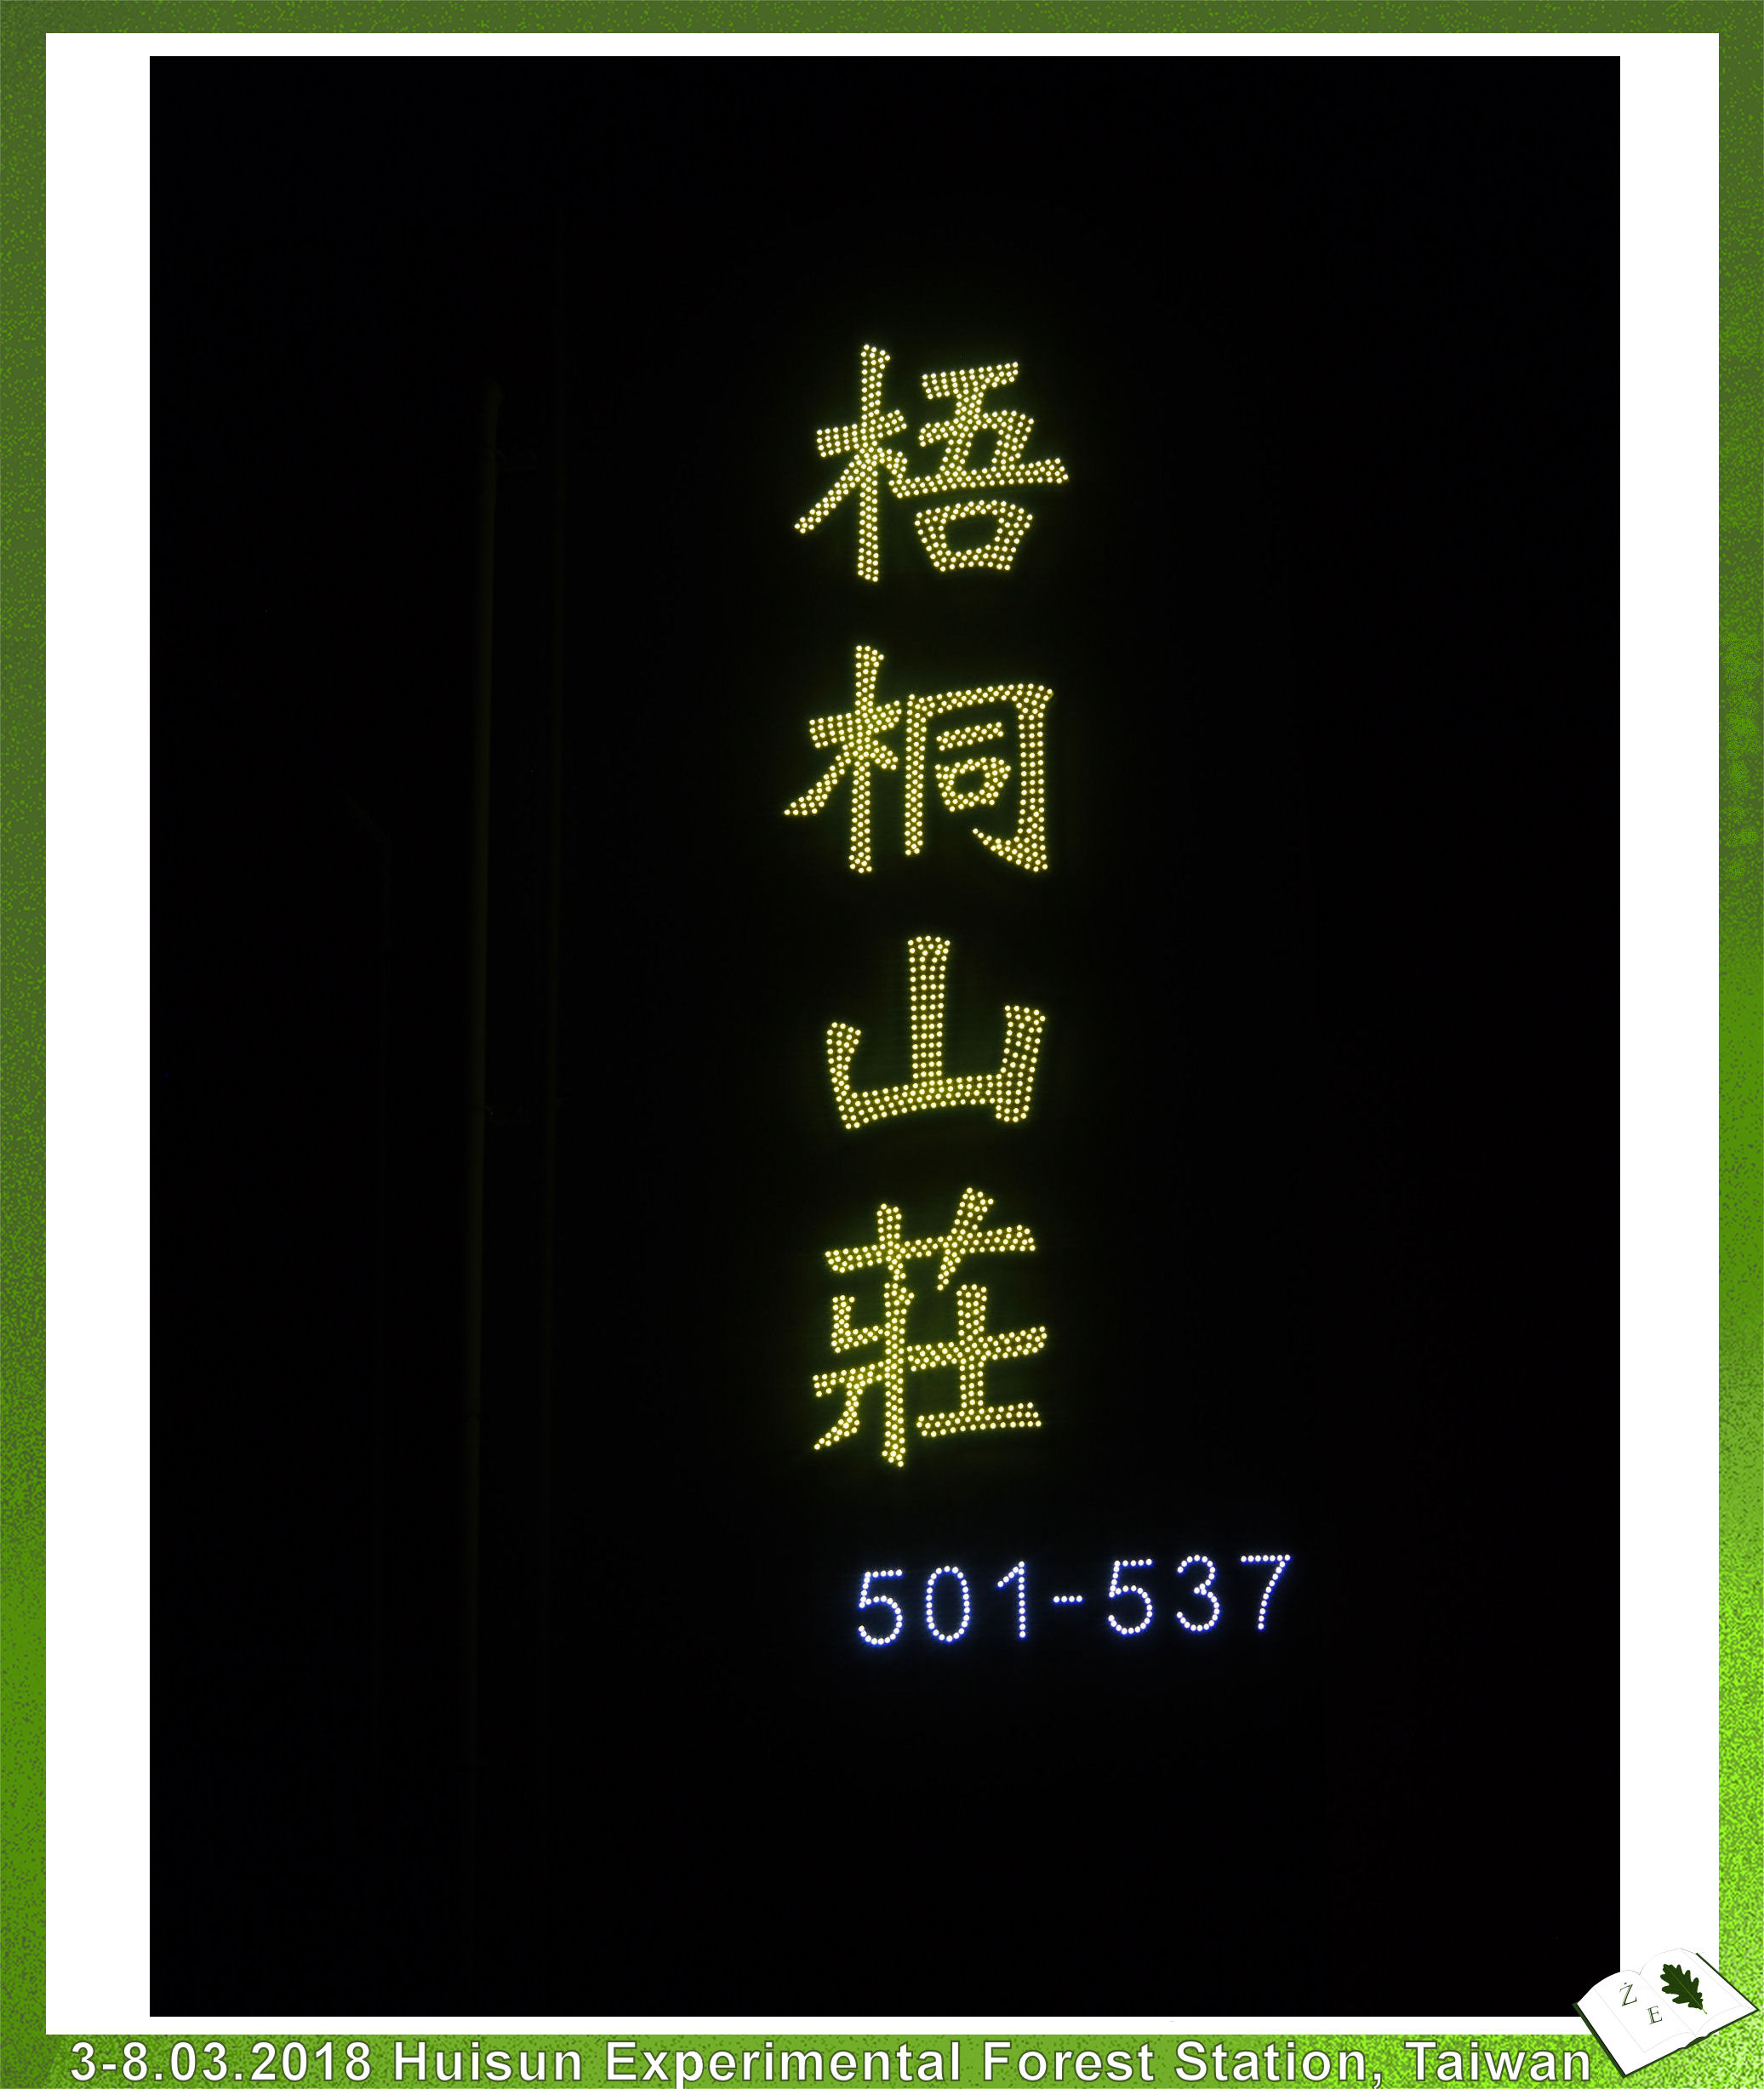 梧桐山莊
501-537
Ż
E
3-8.03.2018 Huisun Experimental Forest Station, Taiwan